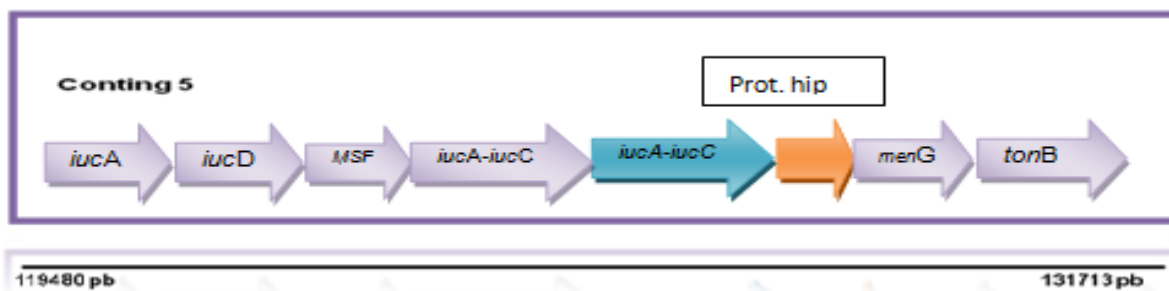 Conting 5
Prot. hip
iucA iucD MSF iucA-iucC iucA-iucC menG tonB
119480 pb 131713 pb